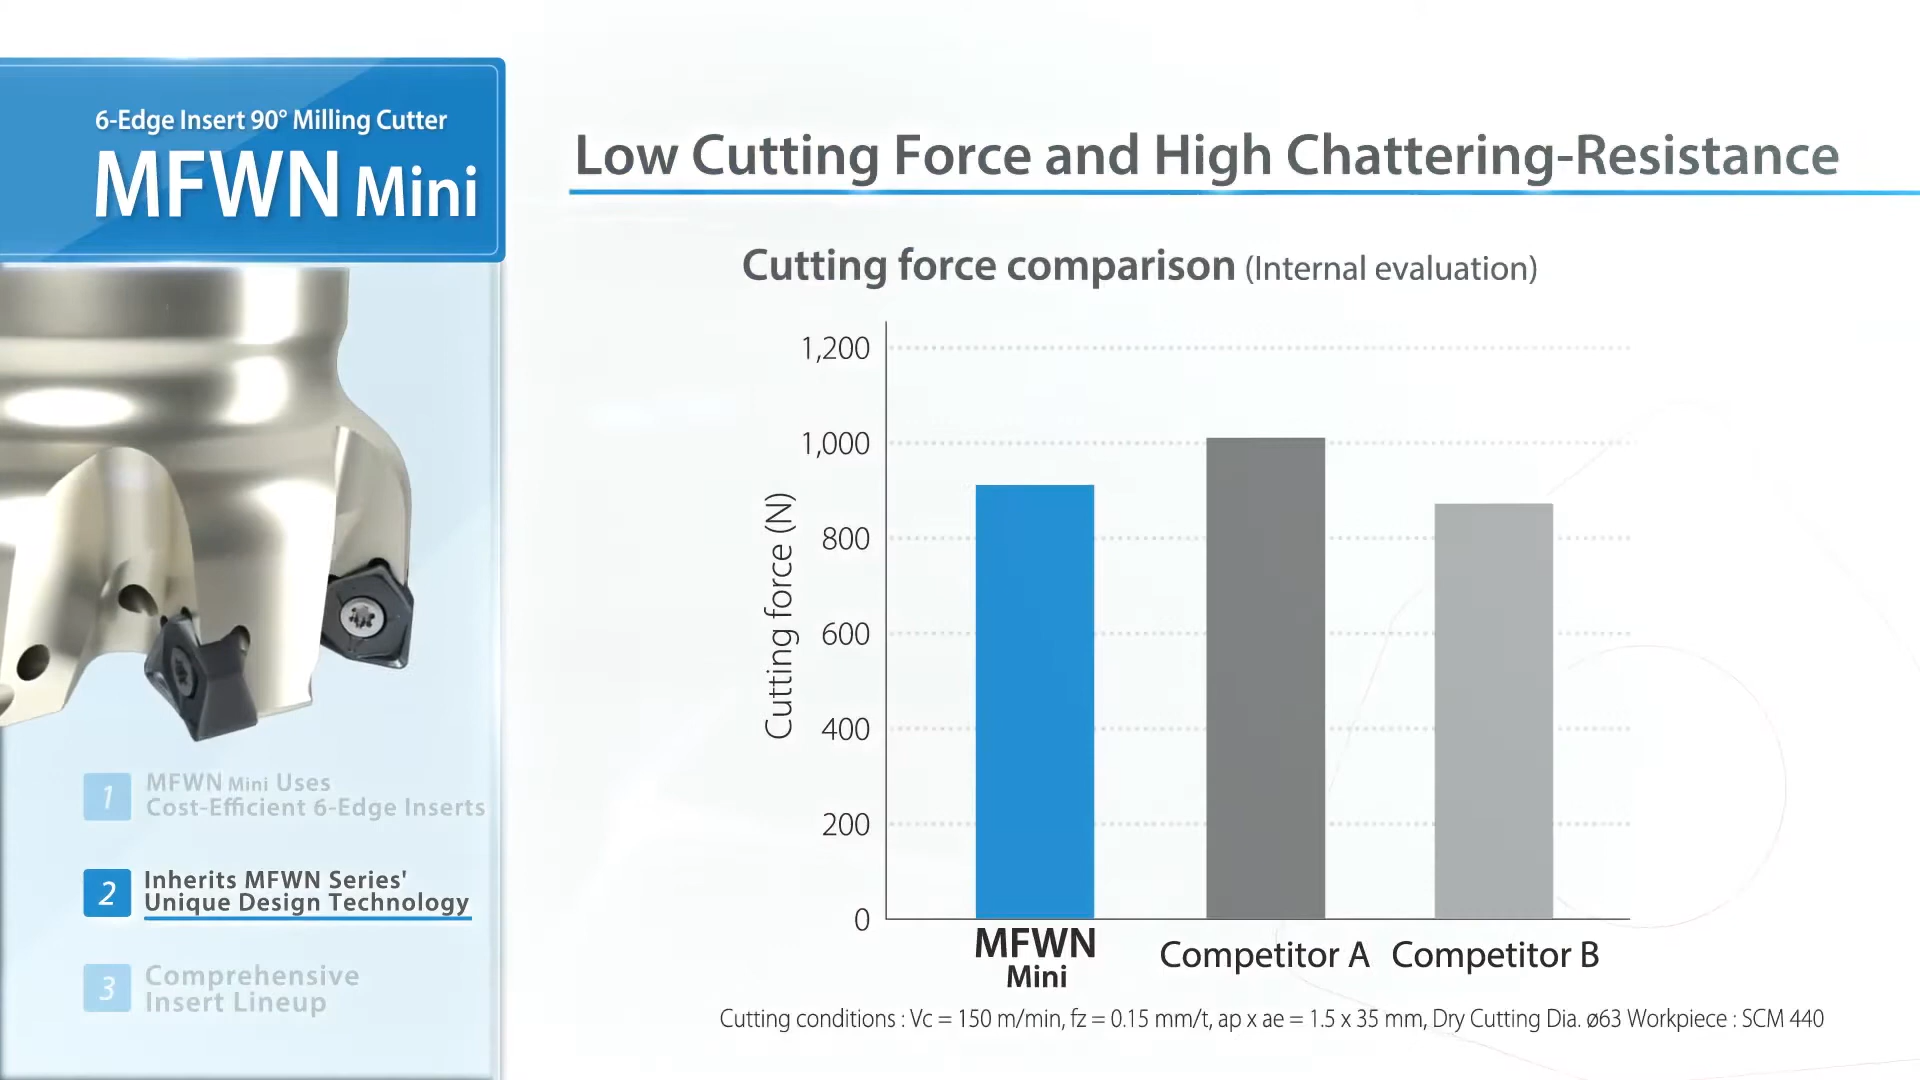 6-Edge Insert 90° Milling Cutter
MFWN Mini
Low Cutting Force and High Chattering-Resistance
Cutting force comparison (Internal evaluation)
1,200
1,000
800
600
400
200
0
Cutting force (N)
MFWN
Mini
Competitor A
Competitor B
Cutting conditions : Vc = 150 m/min, fz = 0.15 mm/t, ap x ae = 1.5 x 35 mm, Dry Cutting Dia. ø63 Workpiece : SCM 440
1
MFWN Mini Uses
Cost-Efficient 6-Edge Inserts
2
Inherits MFWN Series'
Unique Design Technology
3
Comprehensive
Insert Lineup